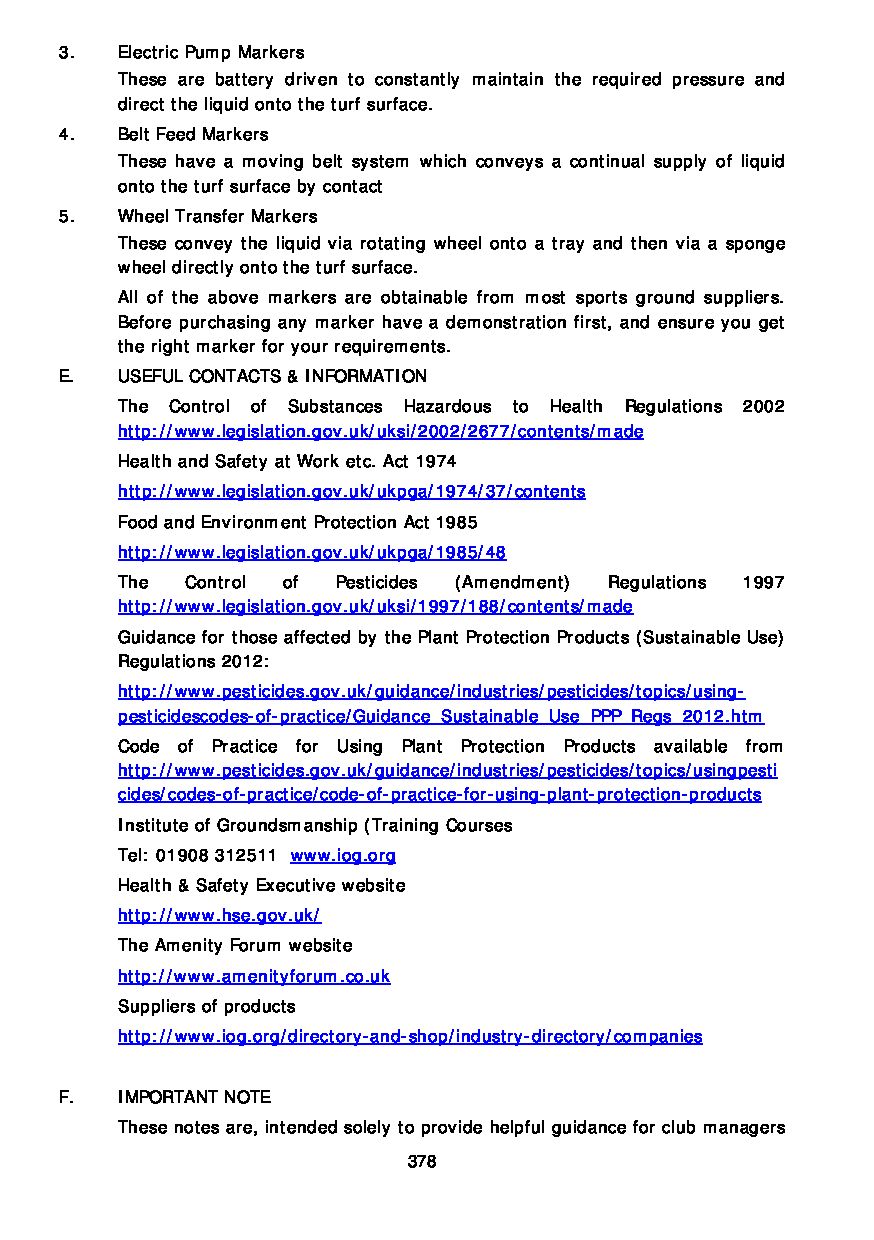 3. Electric Pump Markers
These are battery driven to constantly maintain the required pressure and
direct the liquid onto the turf surface.
4. Belt Feed Markers
These have a moving belt system which conveys a continual supply of liquid
onto the turf surface by contact
5. Wheel Transfer Markers
These convey the liquid via rotating wheel onto a tray and then via a sponge
wheel directly onto the turf surface.
All of the above markers are obtainable from most sports ground suppliers.
Before purchasing any marker have a demonstration first, and ensure you get
the right marker for your requirements.
E. USEFUL CONTACTS & INFORMATION
The Control of Substances Hazardous to Health Regulations 2002
http://www.legislation.gov.uk/uksi/2002/2677/contents/made
Health and Safety at Work etc. Act 1974
http://www.legislation.gov.uk/ukpga/1974/37/contents
Food and Environment Protection Act 1985
http://www.legislation.gov.uk/ukpga/1985/48
The Control of Pesticides (Amendment) Regulations 1997
http://www.legislation.gov.uk/uksi/1997/188/contents/made
Guidance for those affected by the Plant Protection Products (Sustainable Use)
Regulations 2012:
http://www.pesticides.gov.uk/guidance/industries/pesticides/topics/using-
pesticidescodes-of-practice/Guidance_Sustainable_Use_PPP_Regs_2012.htm
Code of Practice for Using Plant Protection Products available from
http://www.pesticides.gov.uk/guidance/industries/pesticides/topics/usingpesti
cides/codes-of-practice/code-of-practice-for-using-plant-protection-products
Institute of Groundsmanship (Training Courses
Tel: 01908 312511 www.iog.org
Health & Safety Executive website
http://www.hse.gov.uk/
The Amenity Forum website
http://www.amenityforum.co.uk
Suppliers of products
http://www.iog.org/directory-and-shop/industry-directory/companies
F. IMPORTANT NOTE
These notes are, intended solely to provide helpful guidance for club managers
378